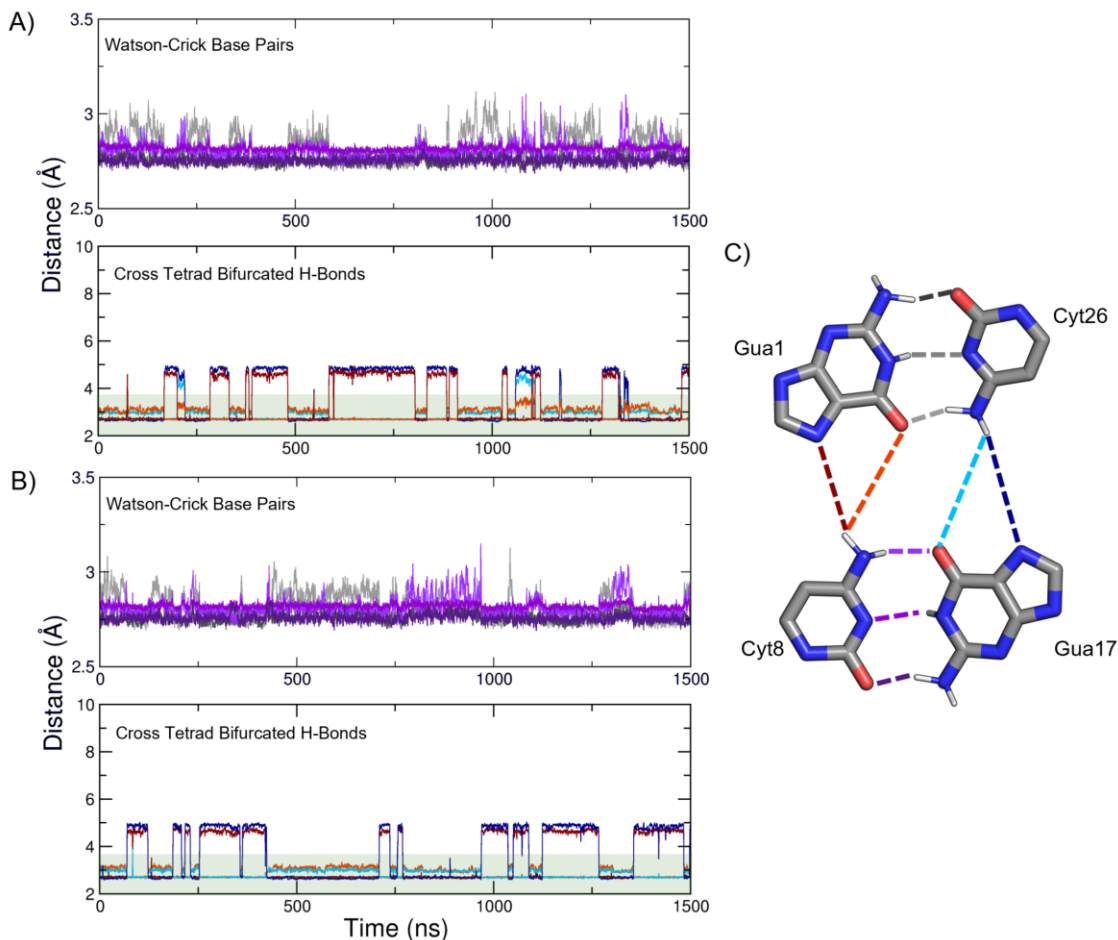 A)
Watson-Crick Base Pairs
3.5
3
2.5
0
500
1000
1500
Distance (Å)
Cross Tetrad Bifurcated H-Bonds
10
8
6
4
2
0
500
1000
1500
B)
Watson-Crick Base Pairs
3.5
3
2.5
0
500
1000
1500
Distance (Å)
Cross Tetrad Bifurcated H-Bonds
10
8
6
4
2
0
500
1000
1500
Time (ns)
C)
Gua1
Cyt26
Cyt8
Gua17